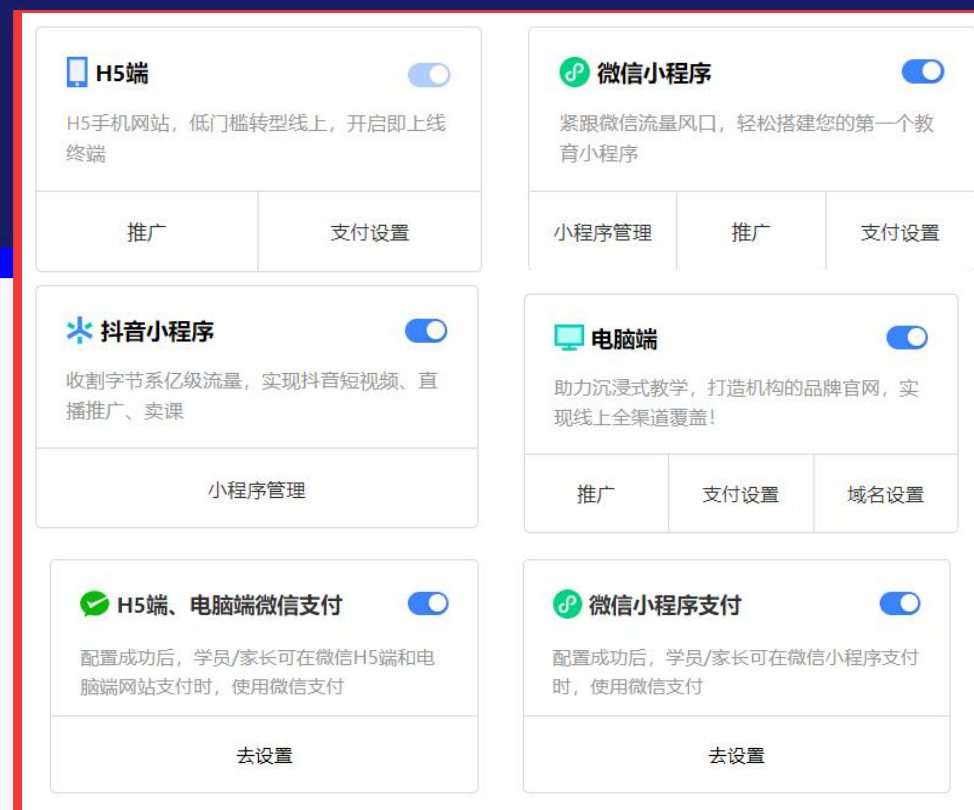 H5端
H5手机网站，低门槛转型线上，开启即上线
终端
推广
支付设置
微信小程序
紧跟微信流量风口，轻松搭建您的第一个教
育小程序
小程序管理
推广
支付设置
抖音小程序
收割字节系亿级流量，实现抖音短视频、直
播推广、卖课
小程序管理
电脑端
助力沉浸式教学，打造机构的品牌官网，实
现线上全渠道覆盖！
推广
支付设置
域名设置
H5端、电脑端微信支付
配置成功后，学员/家长可在微信H5端和电
脑端网站支付时，使用微信支付
去设置
微信小程序支付
配置成功后，学员/家长可在微信小程序支付
时，使用微信支付
去设置